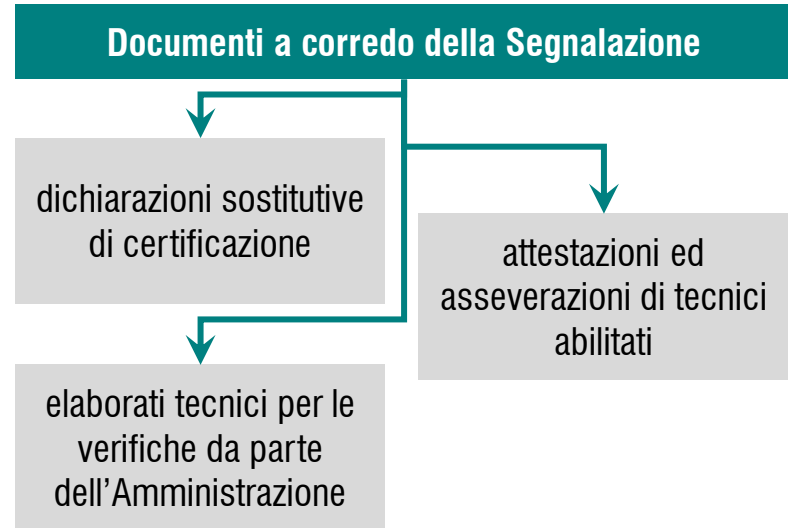 Documenti a corredo della Segnalazione
dichiarazioni sostitutive
di certificazione
attestazioni ed
asseverazioni di tecnici
abilitati
elaborati tecnici per le
verifiche da parte
dell’Amministrazione